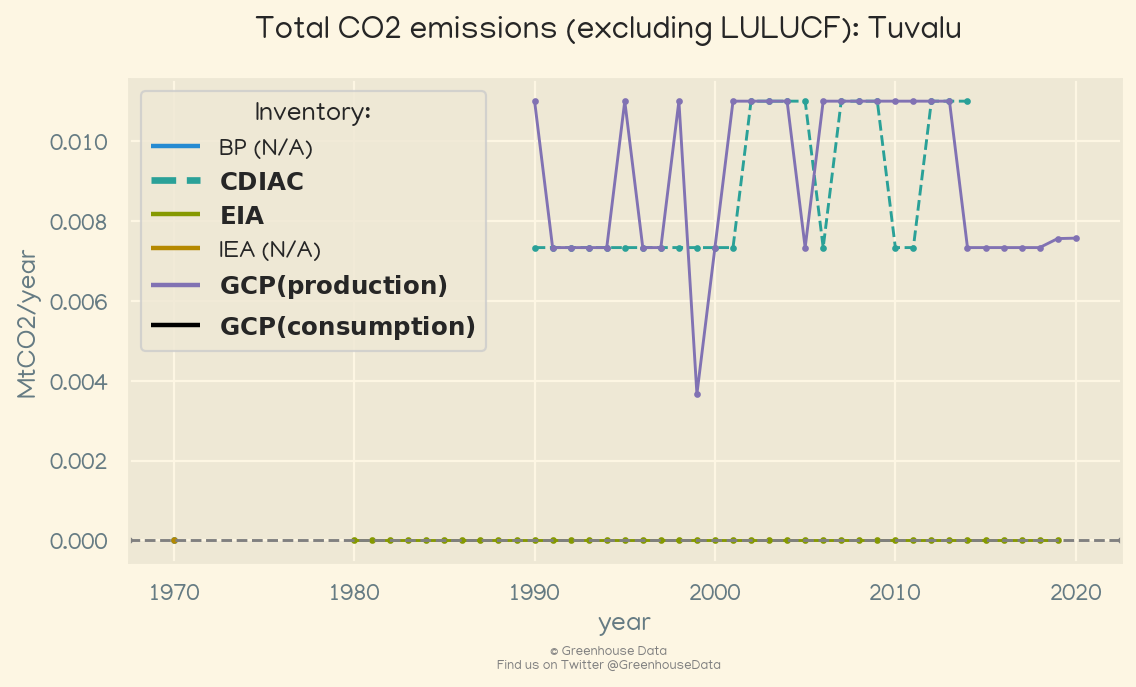 Total CO2 emissions (excluding LULUCF): Tuvalu
Inventory:
BP (N/A)
CDIAC
EIA
IEA (N/A)
GCP(production)
GCP(consumption)
MtCO2/year
0.010
0.008
0.006
0.004
0.002
0.000
1970 1980 1990 2000 2010 2020
year
© Greenhouse Data
Find us on Twitter @GreenhouseData